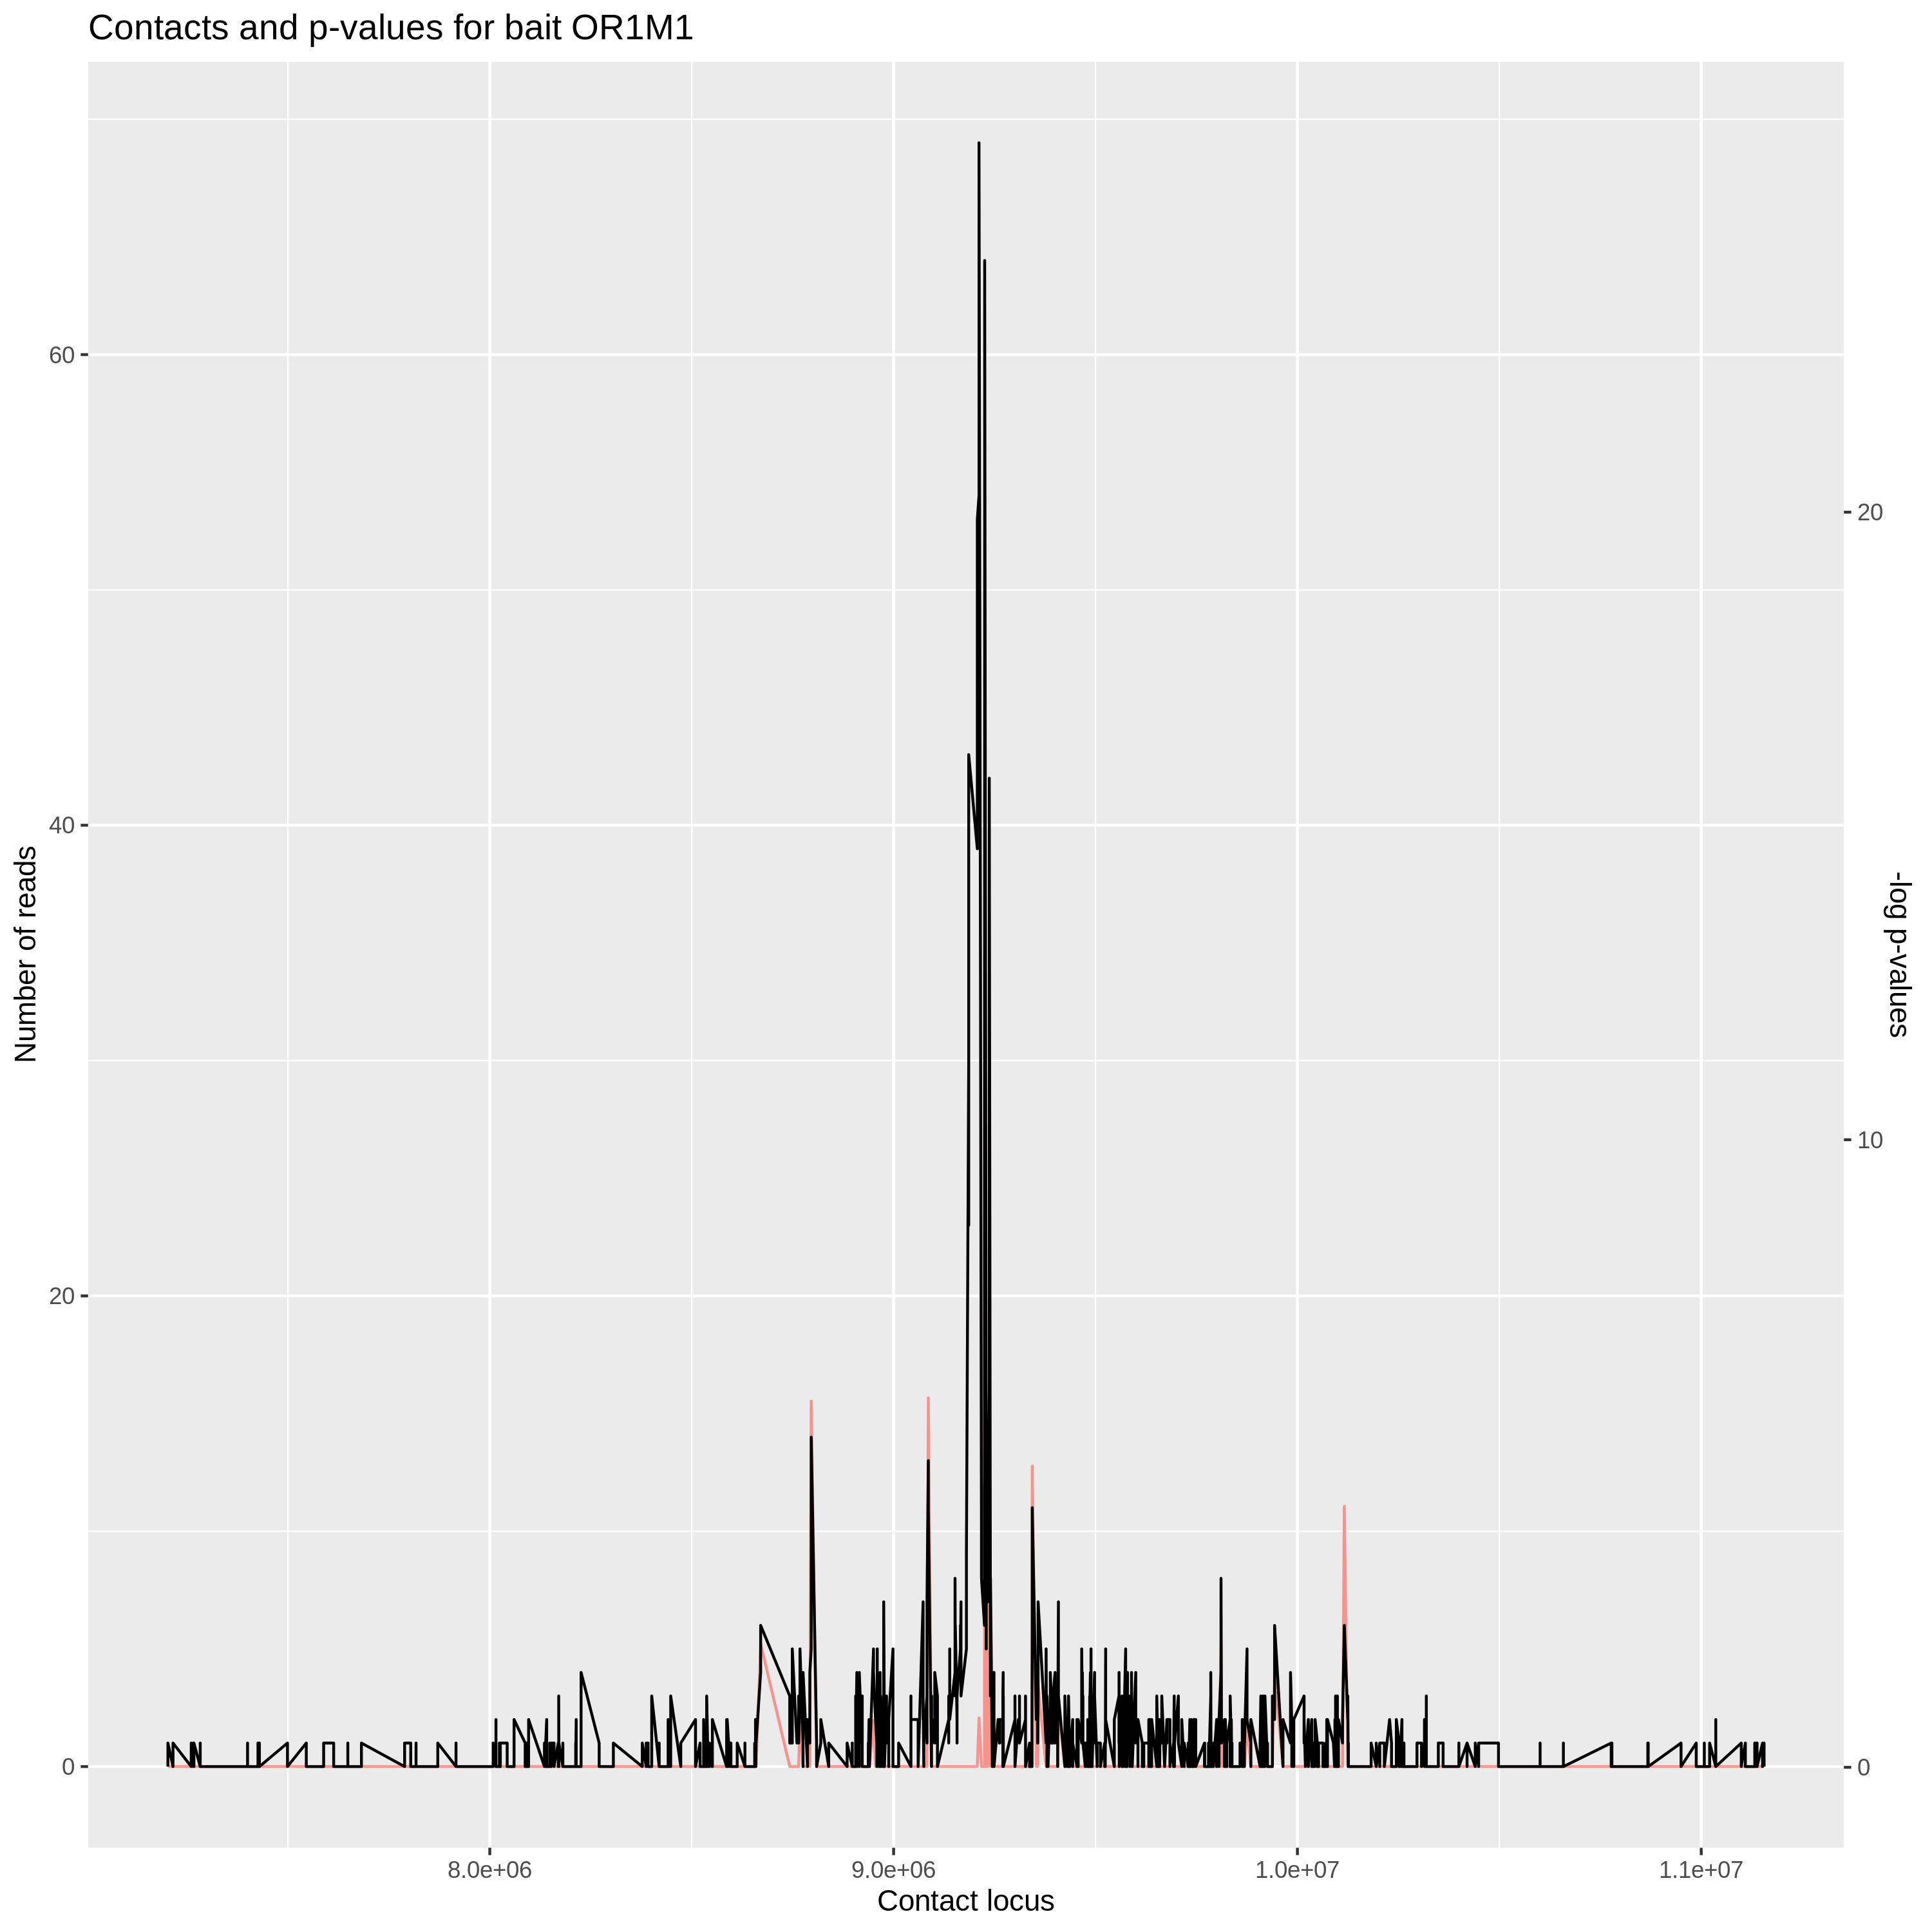 Contacts and p-values for bait OR1M1
60
40
20
0
20
10
0
Number of reads
-log p-values
8.0e+06
9.0e+06
1.0e+07
1.1e+07
Contact locus